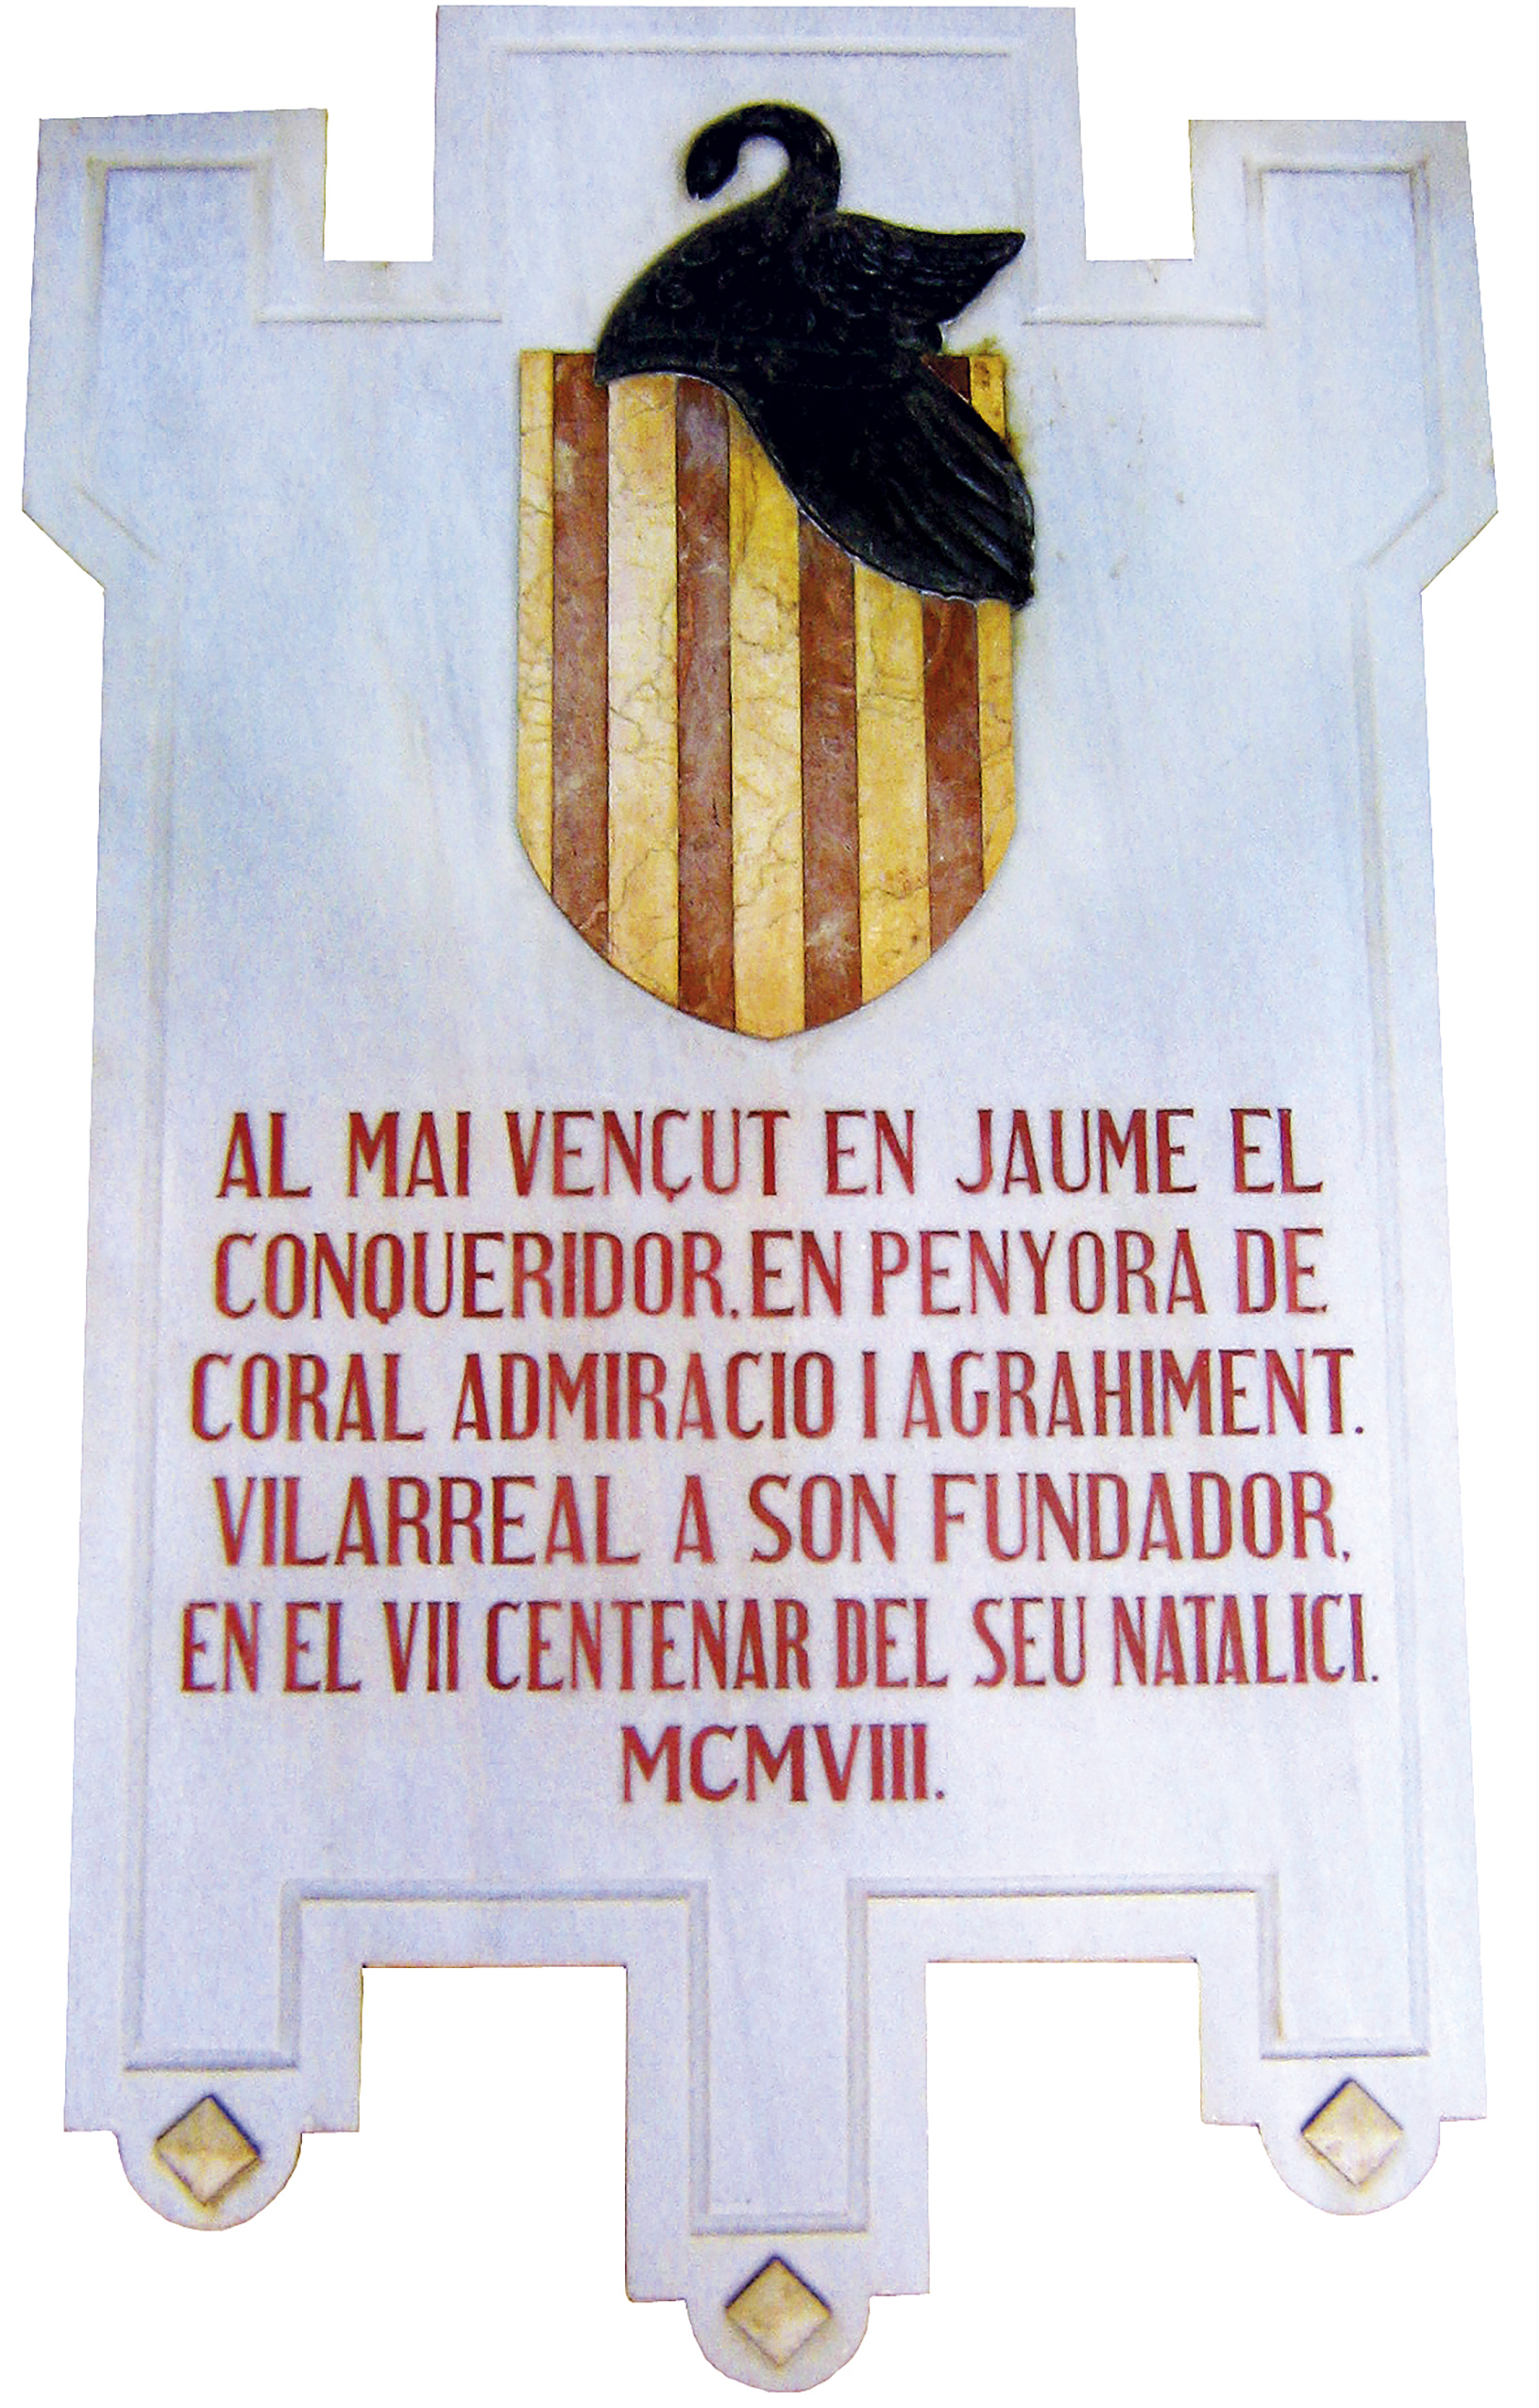 AL MAI VENÇUT EN JAUME EL
CONQUERIDOR, EN PENYORA DE
CORAL ADMIRACIO I AGRAHIMENT.
VILARREAL A SON FUNDADOR,
EN EL VII CENTENAR DEL SEU NATALICI.
MCMVIII.